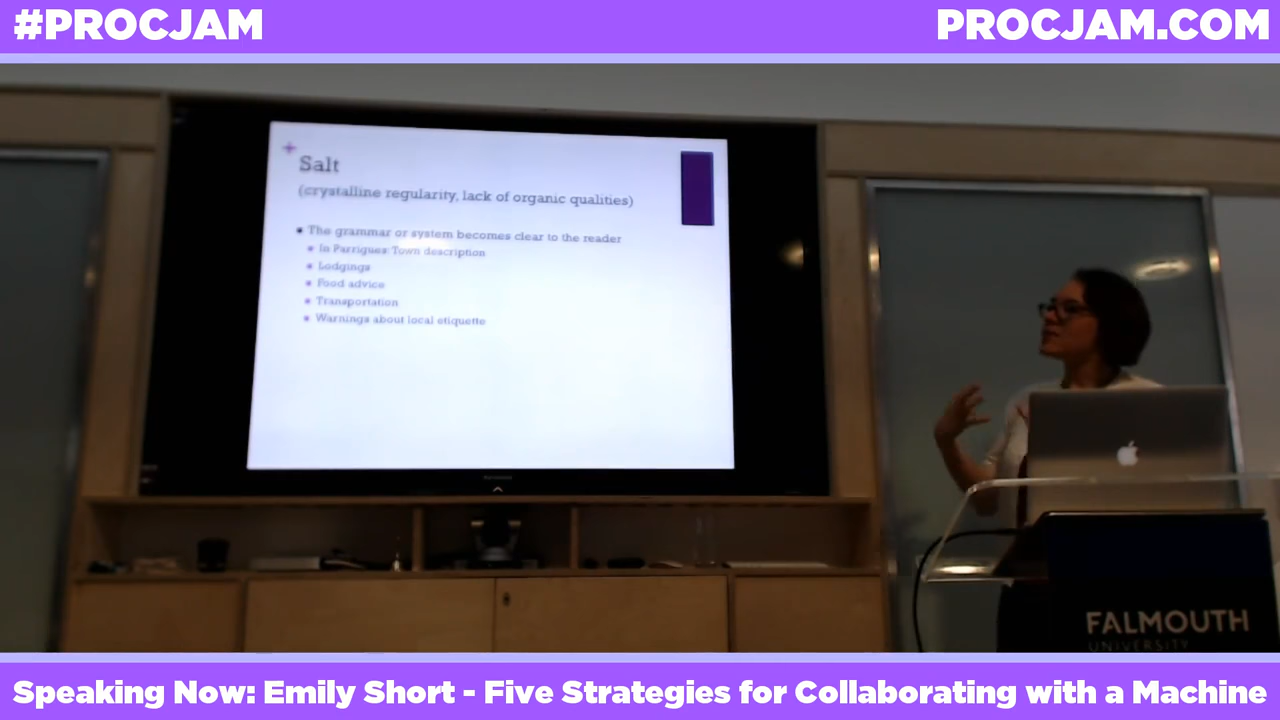 #PROCJAM
PROCJAM.COM
Salt
(crystalline regularity, lack of organic qualities)
The grammar or system becomes clear to the reader
In Parrigues: Town description
Lodgings
Food advice
Transportation
Warnings about local etiquette
FALMOUTH
UNIVERSITY
Speaking Now: Emily Short - Five Strategies for Collaborating with a Machine